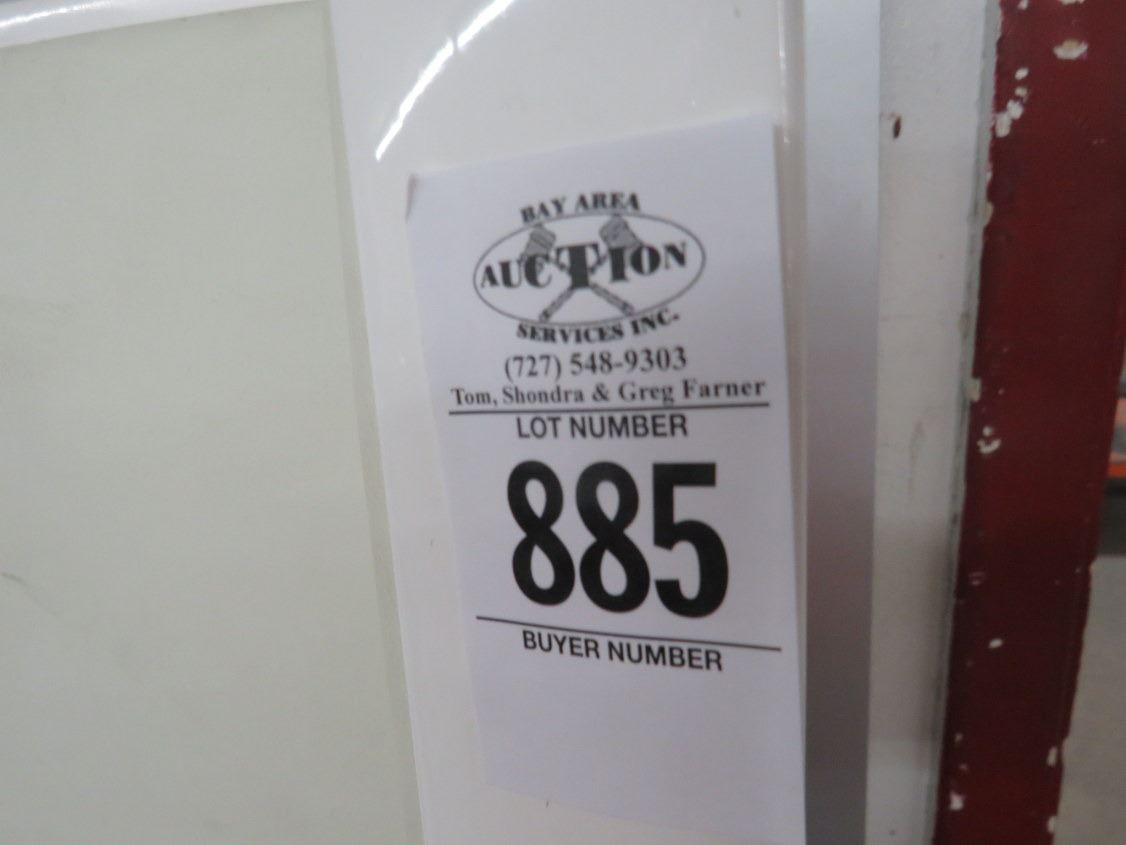 BAY AREA
AUCTION
SERVICES INC.
(727) 548-9303
Tom, Shondra & Greg Farner
LOT NUMBER
885
BUYER NUMBER